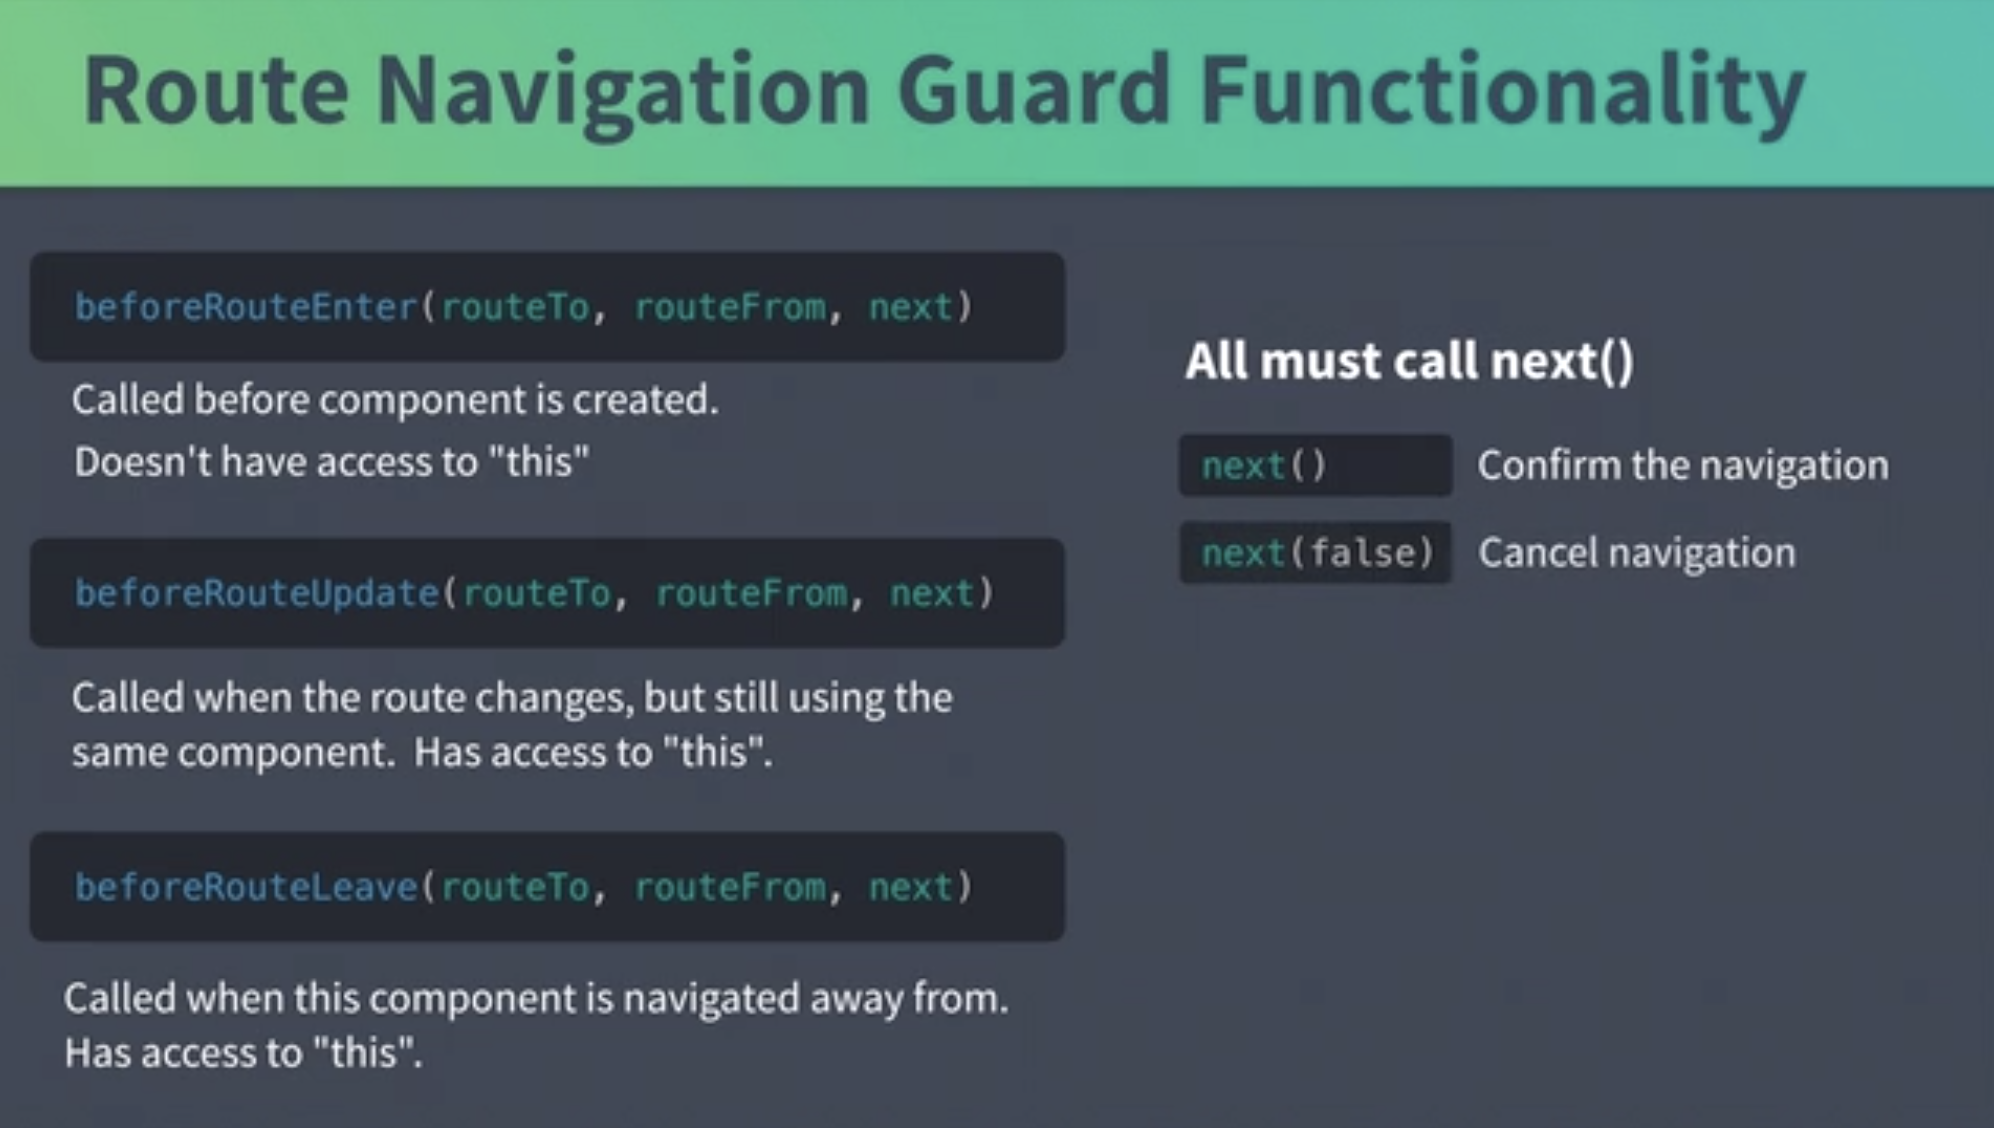 Route Navigation Guard Functionality
beforeRouteEnter(routeTo, routeFrom, next)
Called before component is created.
Doesn't have access to "this"
beforeRouteUpdate(routeTo, routeFrom, next)
Called when the route changes, but still using the
same component.  Has access to "this".
beforeRouteLeave(routeTo, routeFrom, next)
Called when this component is navigated away from.
Has access to "this".
All must call next()
next() Confirm the navigation
next(false) Cancel navigation